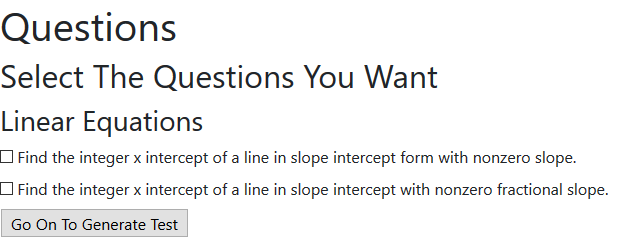 Questions
Select The Questions You Want
Linear Equations
Find the integer x intercept of a line in slope intercept form with nonzero slope.
Find the integer x intercept of a line in slope intercept with nonzero fractional slope.
Go On To Generate Test